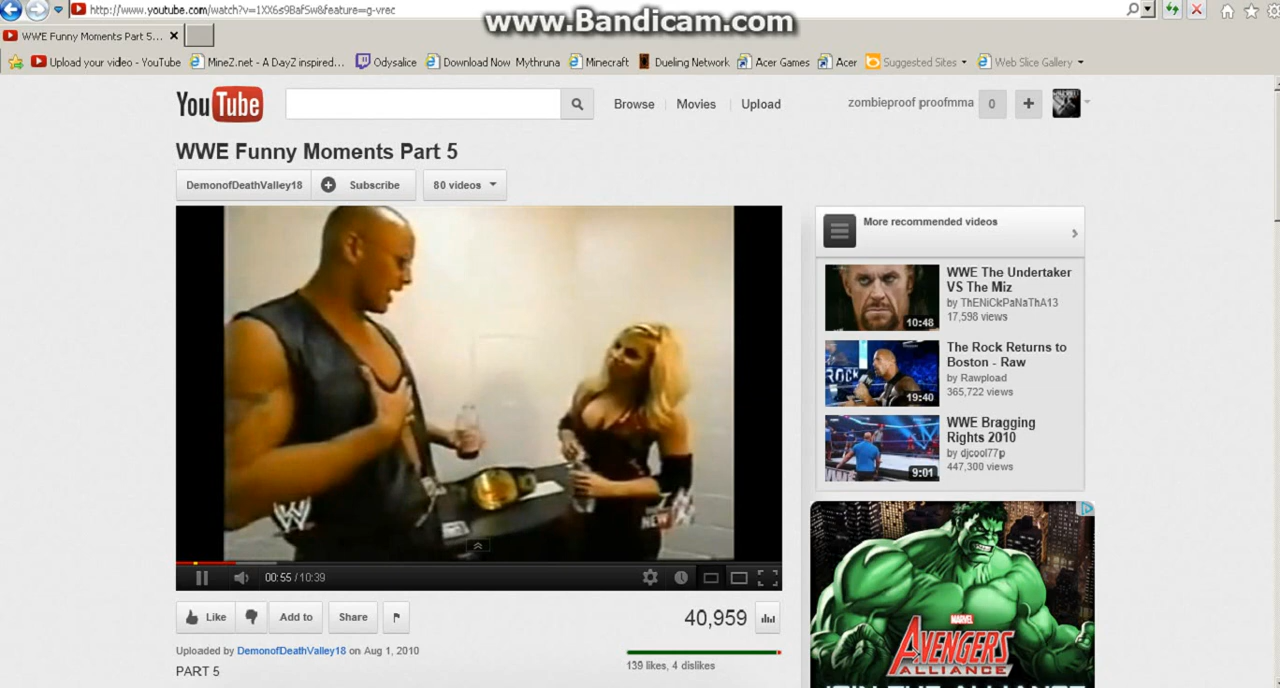 www.Bandicam.com
http://www.youtube.com/watch?v=1XX6s9BafSw&feature=g-vrec
WWE Funny Moments Part 5...
Upload your video - YouTube
MineZ.net - A DayZ inspired...
Odysalice
Download Now Mythruna
Minecraft
Dueling Network
Acer Games
Acer
Suggested Sites
Web Slice Gallery
YouTube
Browse
Movies
Upload
zombieproof proofmma
0
WWE Funny Moments Part 5
DemonofDeathValley18
Subscribe
80 videos
More recommended videos
WWE The Undertaker
VS The Miz
by ThENiCkPaNaThA13
17,598 views
10:48
The Rock Returns to
Boston - Raw
by Rawpload
365,722 views
ROCK
19:40
WWE Bragging
Rights 2010
by djcool77p
447,300 views
9:01
W
NEW
00:55 / 10:39
Like
Add to
Share
40,959
Uploaded by DemonofDeathValley18 on Aug 1, 2010
139 likes, 4 dislikes
PART 5
MARVEL
AVENGERS
ALLIANCE
JOIN THE ALLIANCE